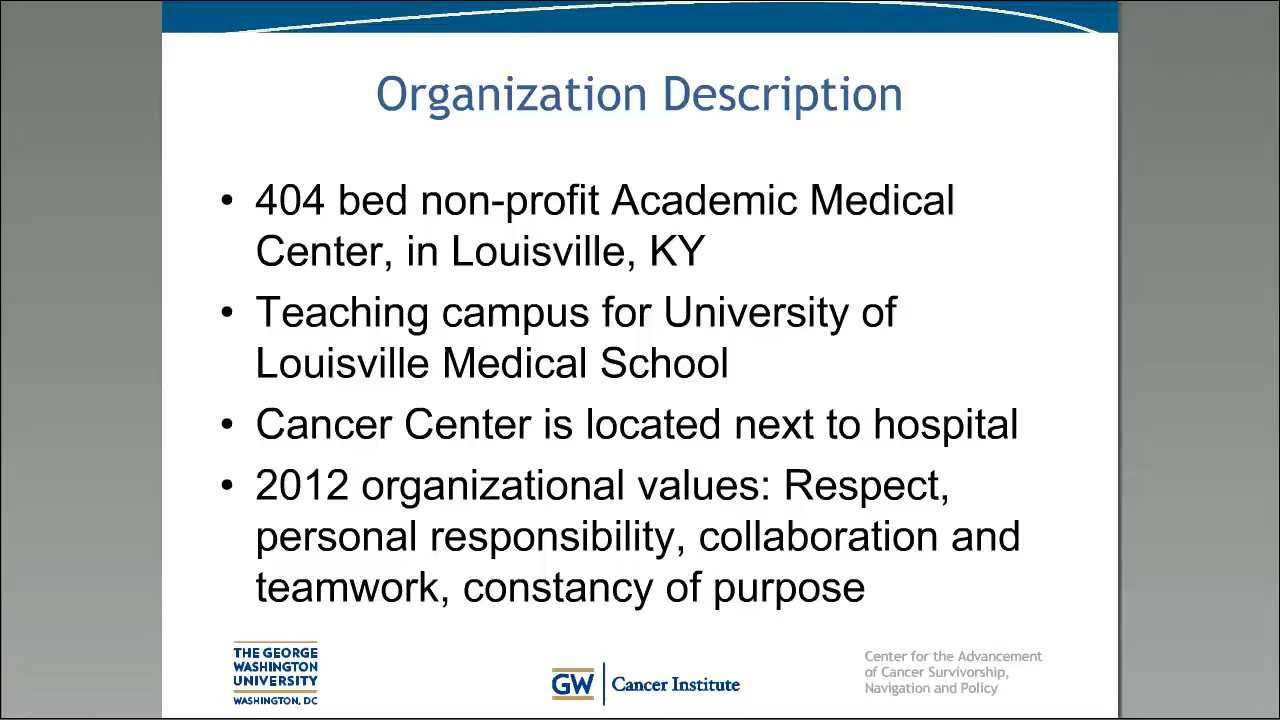 Organization Description
• 404 bed non-profit Academic Medical
Center, in Louisville, KY
• Teaching campus for University of
Louisville Medical School
• Cancer Center is located next to hospital
• 2012 organizational values: Respect,
personal responsibility, collaboration and
teamwork, constancy of purpose
THE GEORGE
WASHINGTON
UNIVERSITY
WASHINGTON, DC
GW Cancer Institute
Center for the Advancement
of Cancer Survivorship,
Navigation and Policy